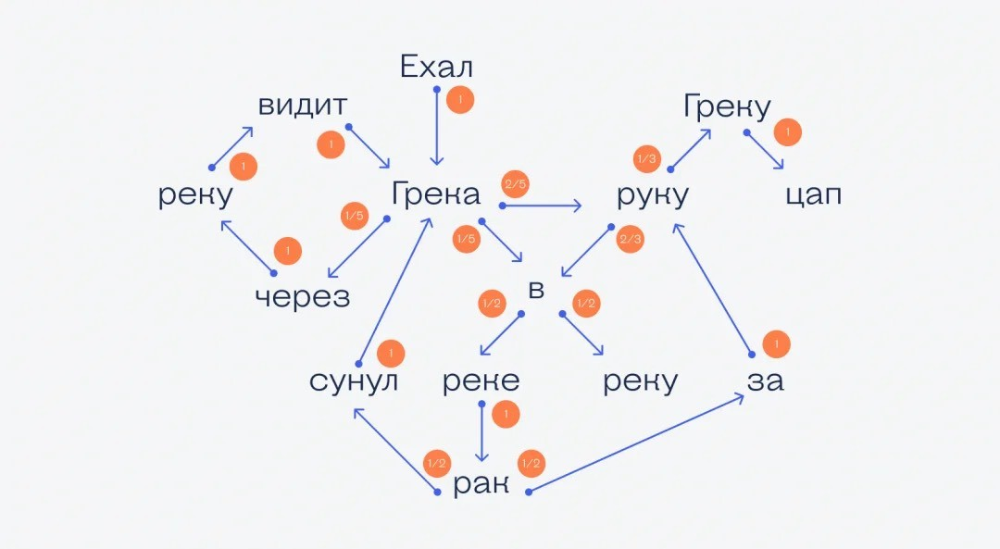 Ехал
1
видит
Греку
1
1
1
1/3
реку
Грека
2/5
руку
цап
1/5
1/5
2/3
1
через
в
1/2
1/2
1
1
сунул
реке
реку
за
1
1/2
1/2
рак